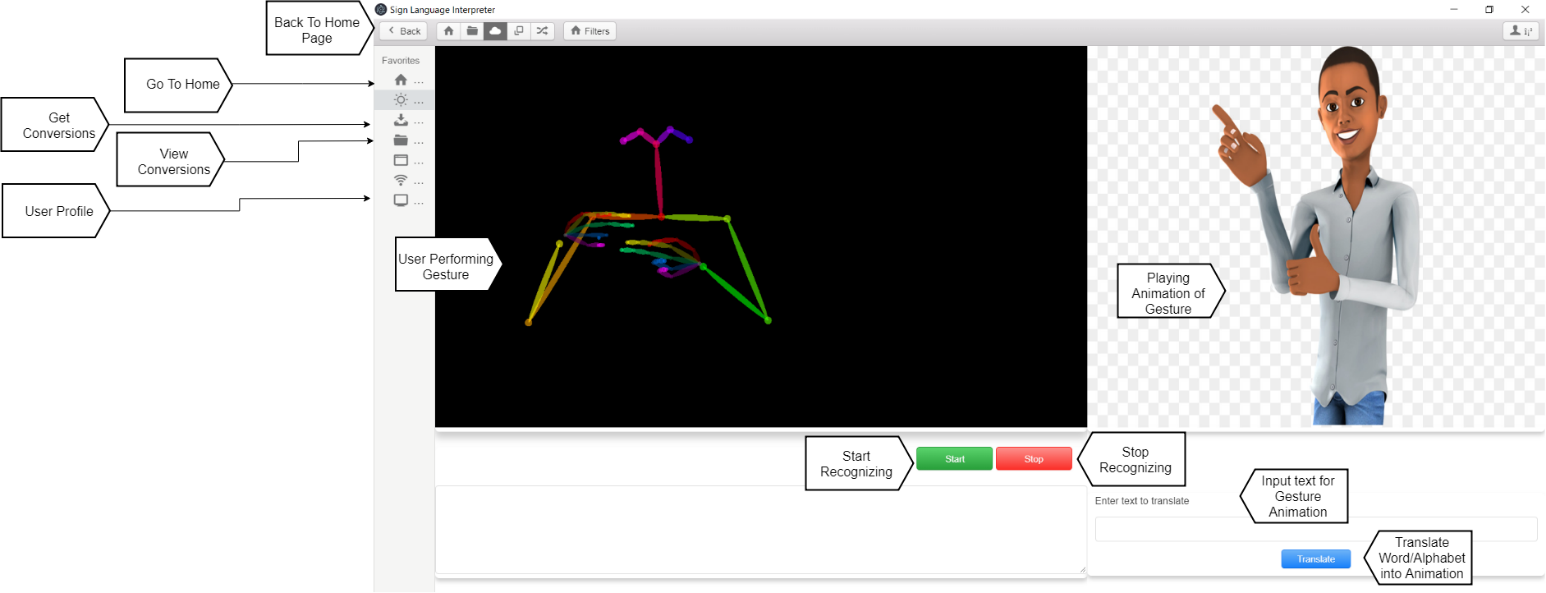 Back To Home
Page
Sign Language Interpreter
Back
Filters
Go To Home
Favorites
...
...
Get
Conversions
...
View
Conversions
...
...
...
User Profile
...
User Performing
Gesture
Playing
Animation of
Gesture
Start
Recognizing
Start
Stop
Stop
Recognizing
Enter text to translate
Input text for
Gesture
Animation
Translate
Translate
Word/Alphabet
into Animation